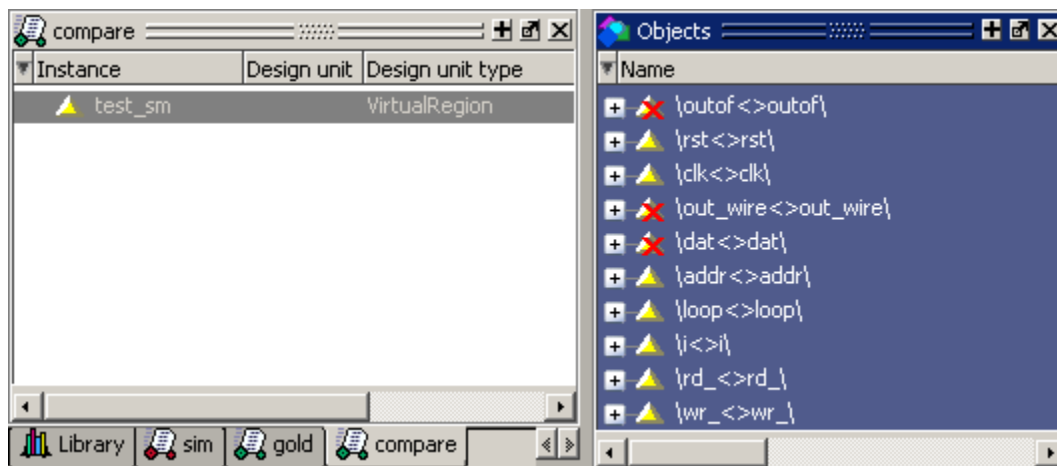 compare
Instance Design unit Design unit type
test_sm VirtualRegion
Library sim gold compare
Objects
Name
\outof<>outof\
\rst<>rst\
\clk<>clk\
\out_wire<>out_wire\
\dat<>dat\
\addr<>addr\
\loop<>loop\
\i<>i\
\rd_<>rd_\
\wr_<>wr_\